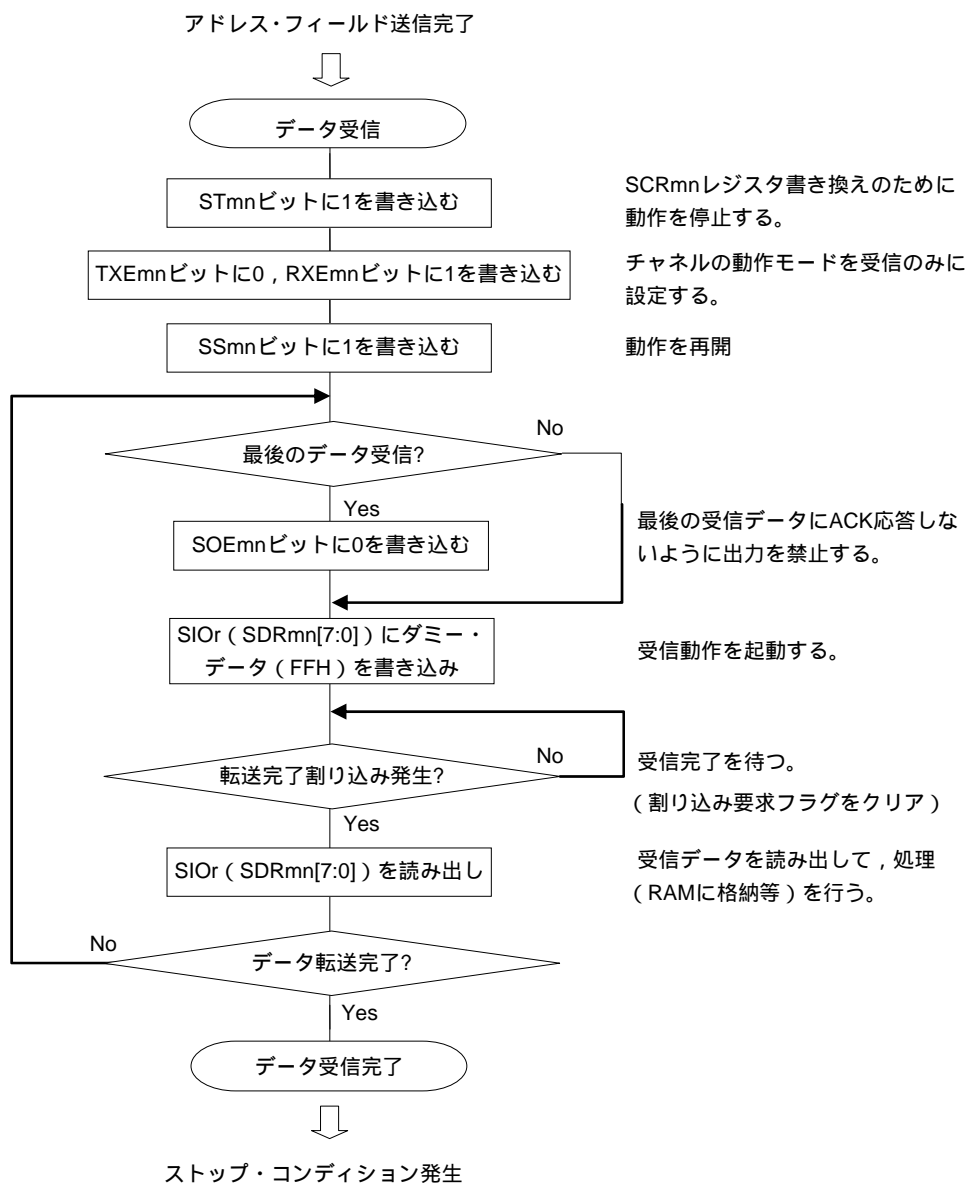 アドレス・フィールド送信完了
データ受信
STmnビットに1を書き込む
SCRmnレジスタ書き換えのために
動作を停止する。
TXEmnビットに0，RXEmnビットに1を書き込む
チャネルの動作モードを受信のみに
設定する。
SSmnビットに1を書き込む
動作を再開
最後のデータ受信?
No
Yes
SOEmnビットに0を書き込む
最後の受信データにACK応答しな
いように出力を禁止する。
SIOr（SDRmn[7:0]）にダミー・
データ（FFH）を書き込み
受信動作を起動する。
転送完了割り込み発生?
No
受信完了を待つ。
（割り込み要求フラグをクリア）
Yes
SIOr（SDRmn[7:0]）を読み出し
受信データを読み出して，処理
（RAMに格納等）を行う。
No
データ転送完了?
Yes
データ受信完了
ストップ・コンディション発生